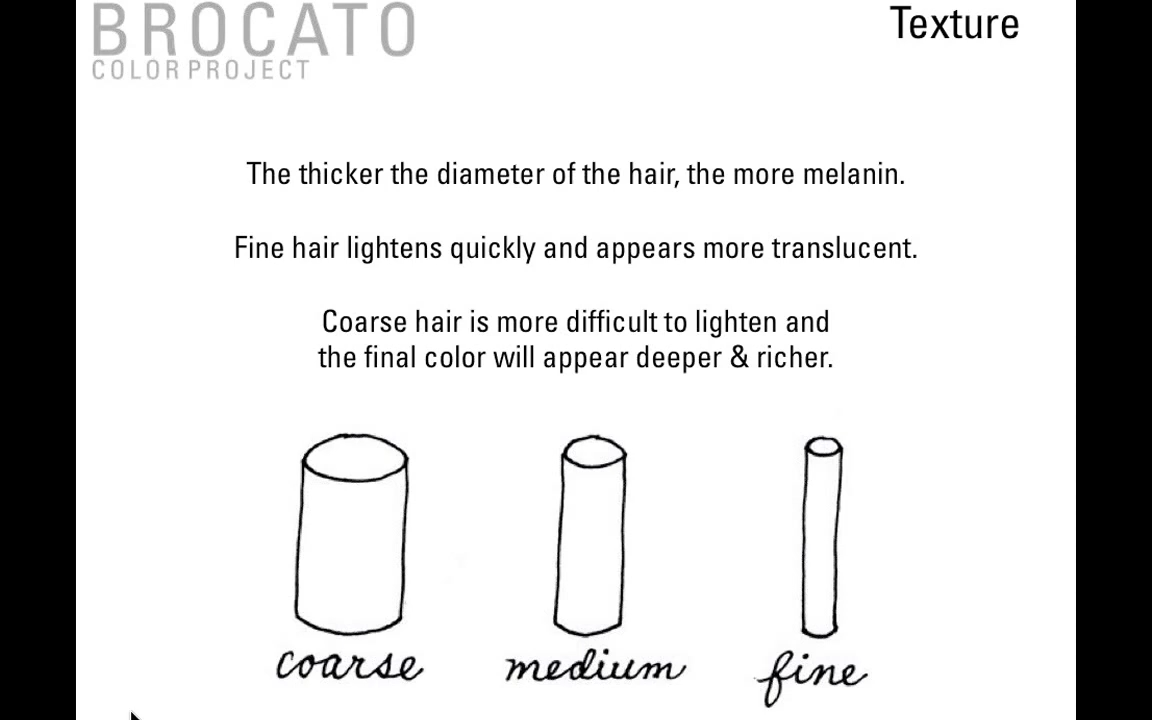 BROCATO
COLOR PROJECT
Texture
The thicker the diameter of the hair, the more melanin.
Fine hair lightens quickly and appears more translucent.
Coarse hair is more difficult to lighten and
the final color will appear deeper & richer.
coarse medium fine